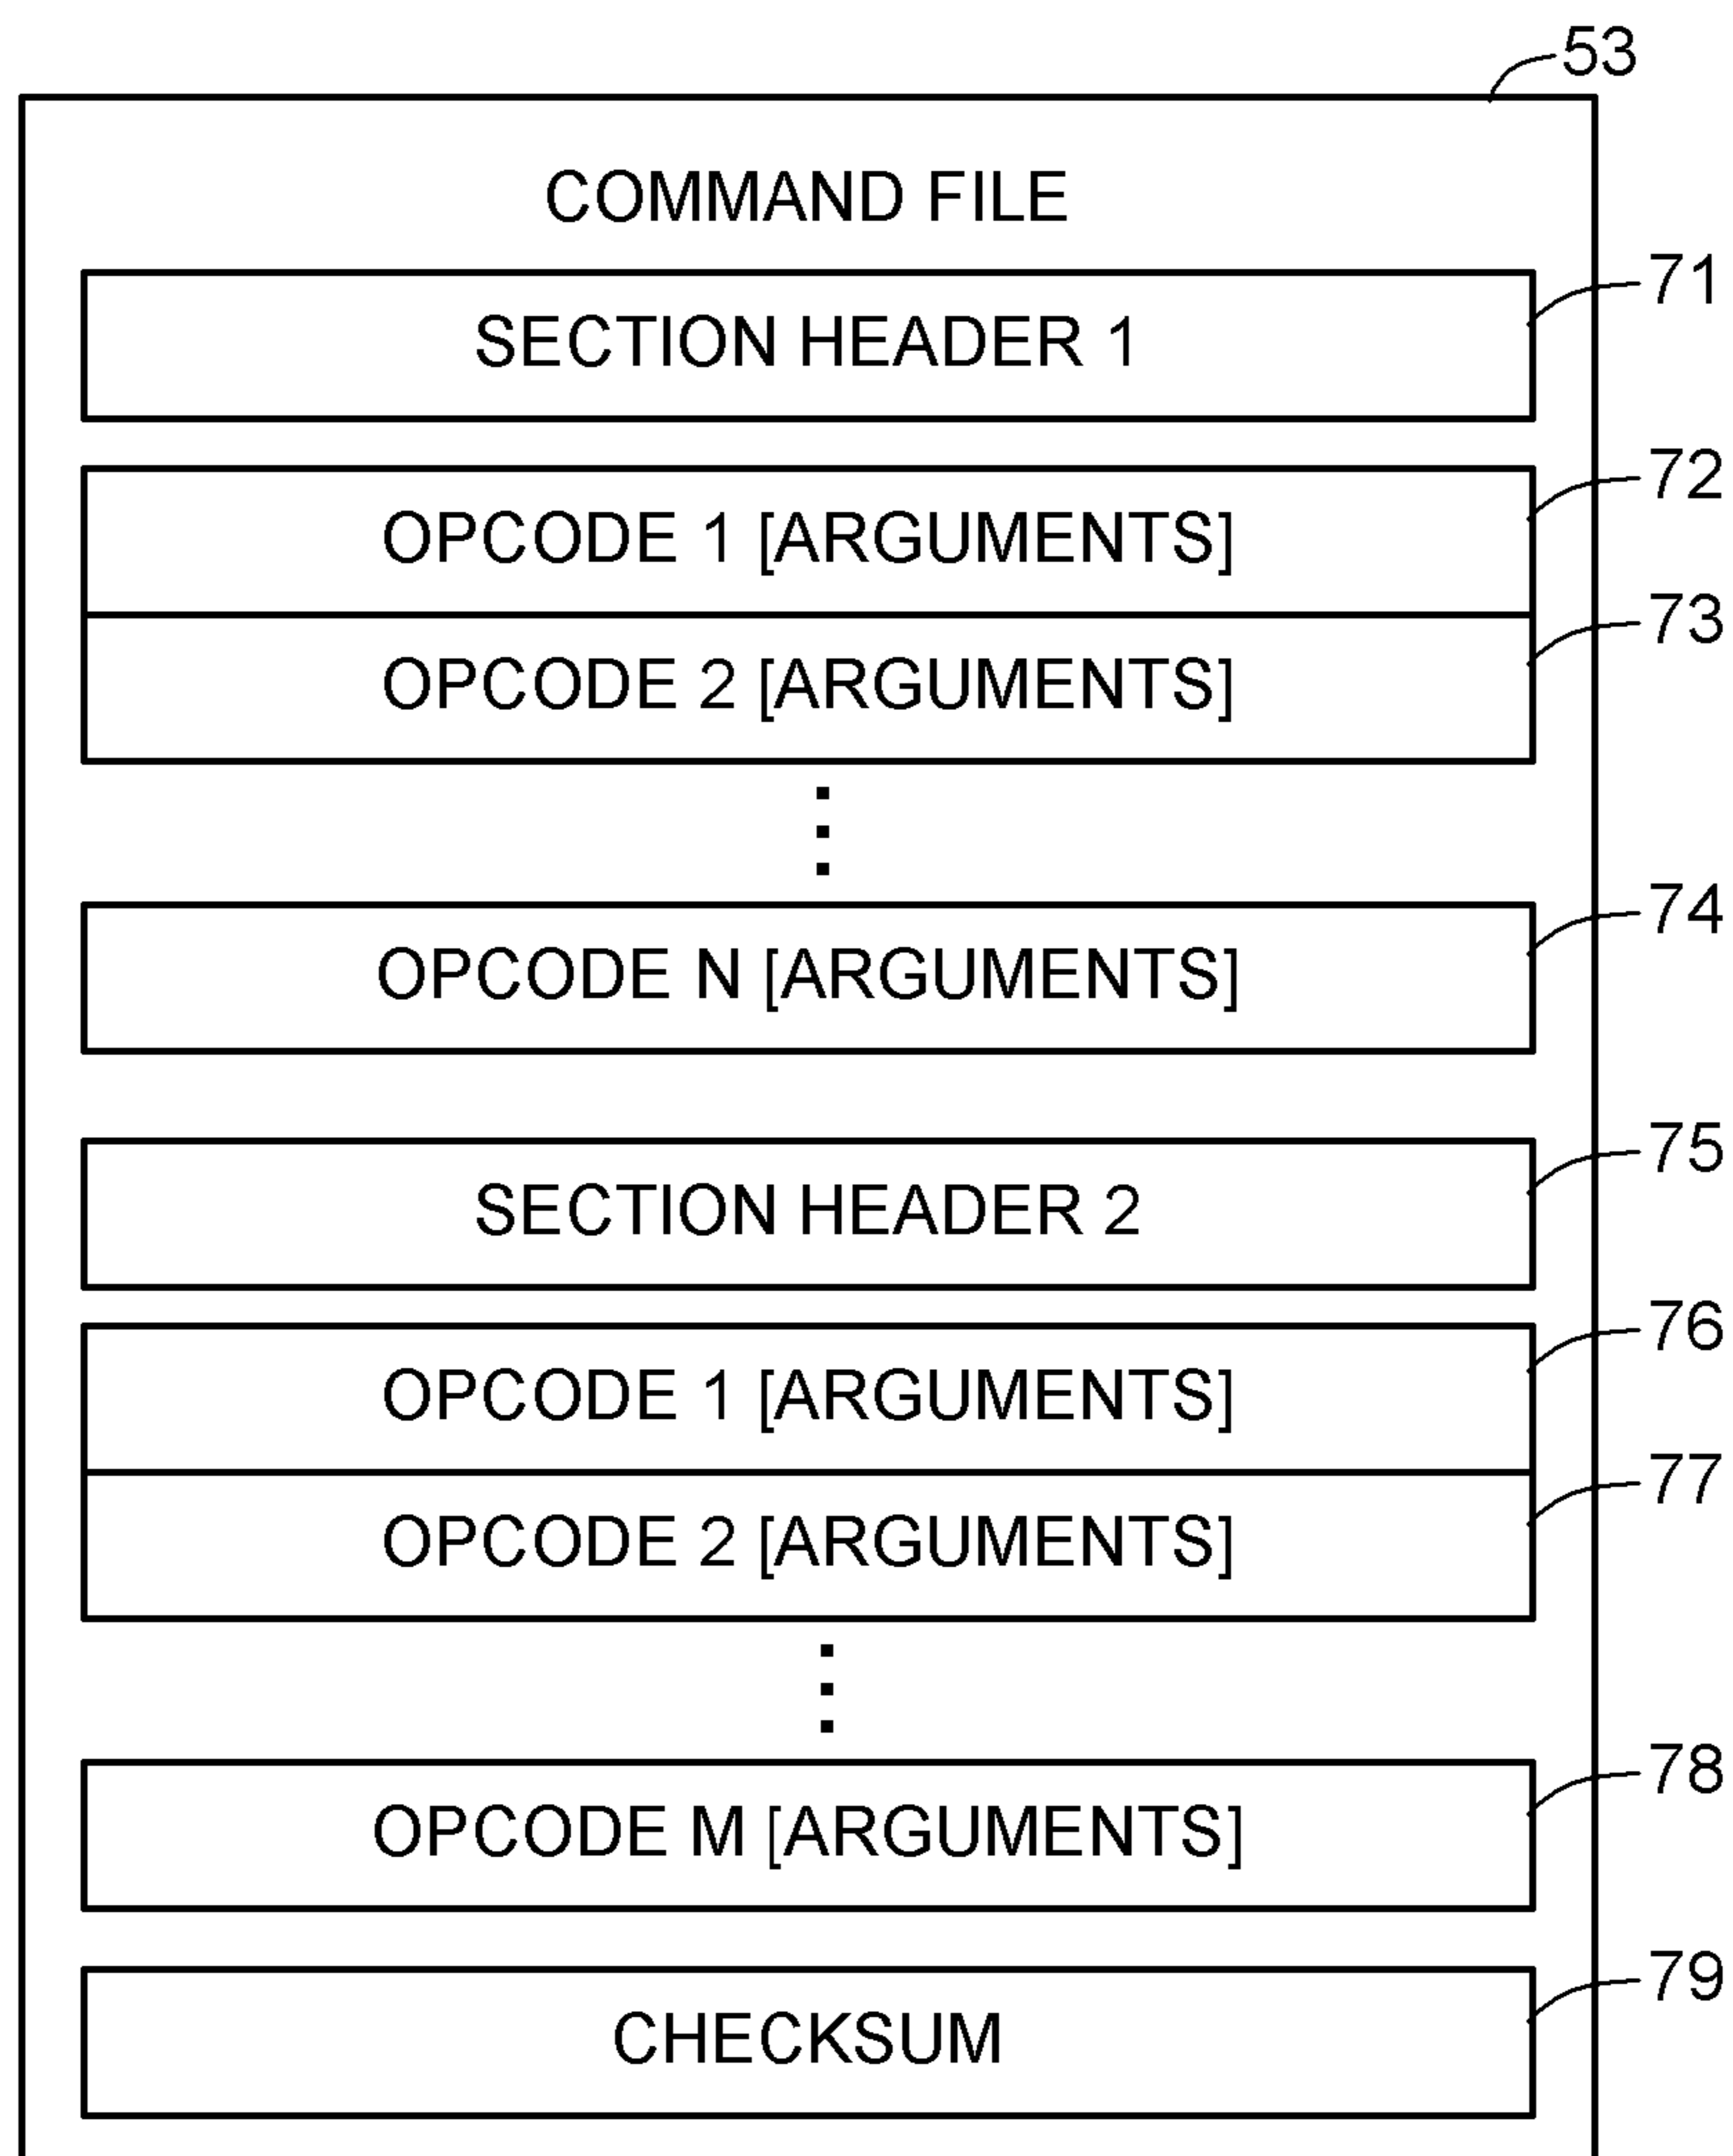 53
COMMAND FILE
71
SECTION HEADER 1
72
OPCODE 1 [ARGUMENTS]
73
OPCODE 2 [ARGUMENTS]
74
OPCODE N [ARGUMENTS]
75
SECTION HEADER 2
76
OPCODE 1 [ARGUMENTS]
77
OPCODE 2 [ARGUMENTS]
78
OPCODE M [ARGUMENTS]
79
CHECKSUM